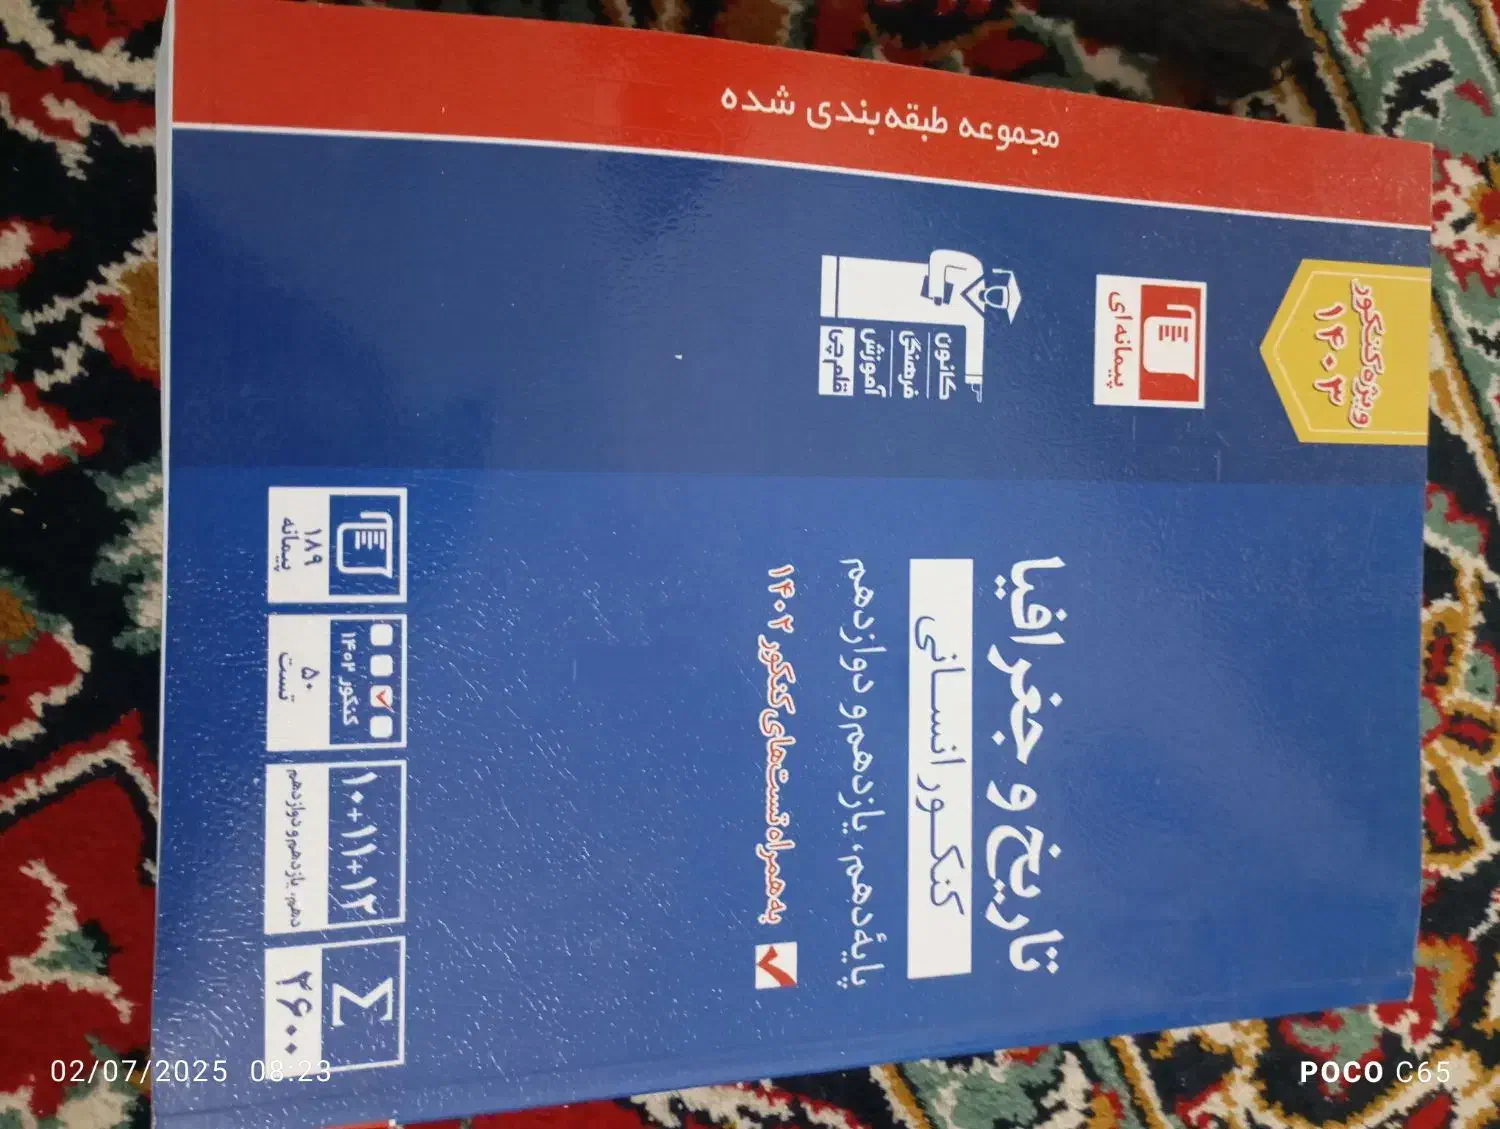 مجموعه طبقه‌بندی شده
ویژه کنکور
۱۴۰۳
پیمانه‌ای
کانون
فرهنگی
آموزش
قلم‌چی
تاریخ و جغرافیا
کنکور انسانی
پایه‌ٔ دهم، یازدهم و دوازدهم
به همراه تست‌های کنکور ۱۴۰۲
۱۸۹
پیمانه
کنکور ۱۴۰۲
۵۰
تست
۱۰+۱۱+۱۲
دهم، یازدهم و دوازدهم
Σ
۲۶۰۰
02/07/2025 08:23
POCO C65